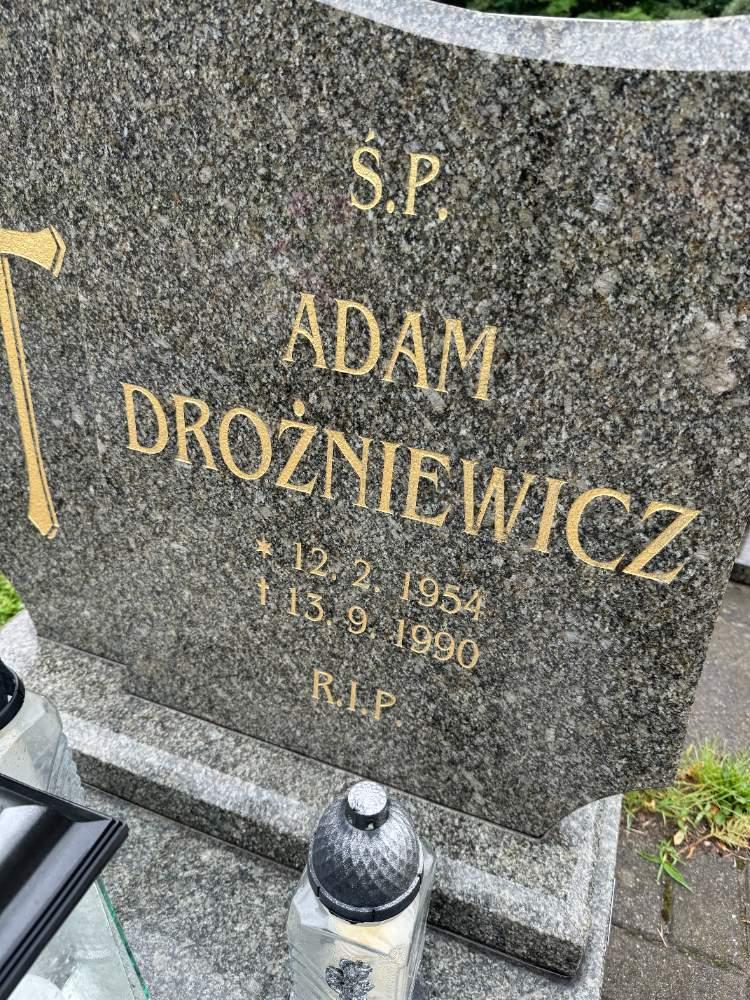 Ś.P.
ADAM
DROŻNIEWICZ
* 12. 2. 1954
† 13. 9. 1990
R.I.P.